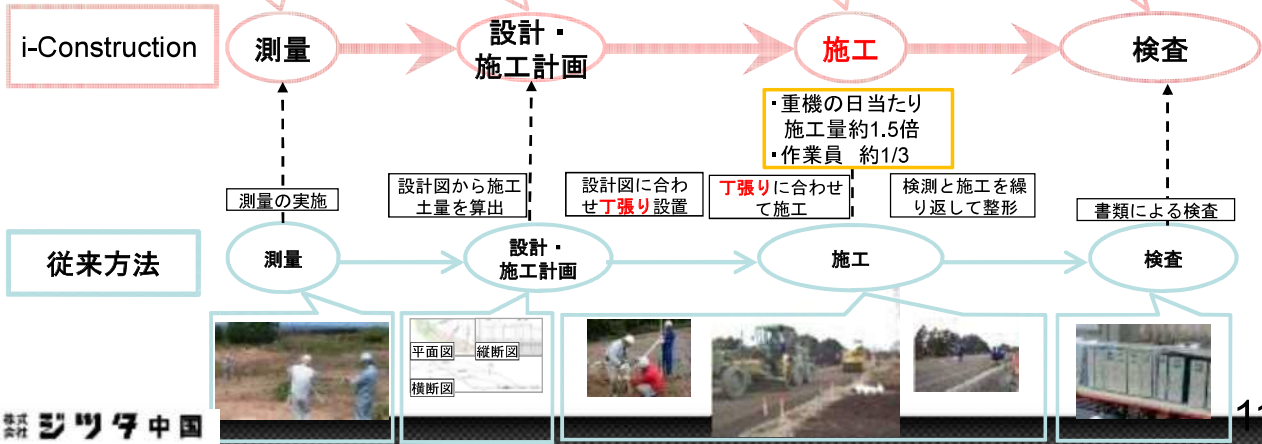 i-Construction
測量
設計・
施工計画
施工
検査
・重機の日当たり
施工量約1.5倍
・作業員 約1/3
測量の実施
設計図から施工
土量を算出
設計図に合わ
せ丁張り設置
丁張りに合わせ
て施工
検測と施工を繰
り返して整形
書類による検査
従来方法
測量
設計・
施工計画
施工
検査
平面図
縦断図
横断図
株式
会社
ジツタ中国